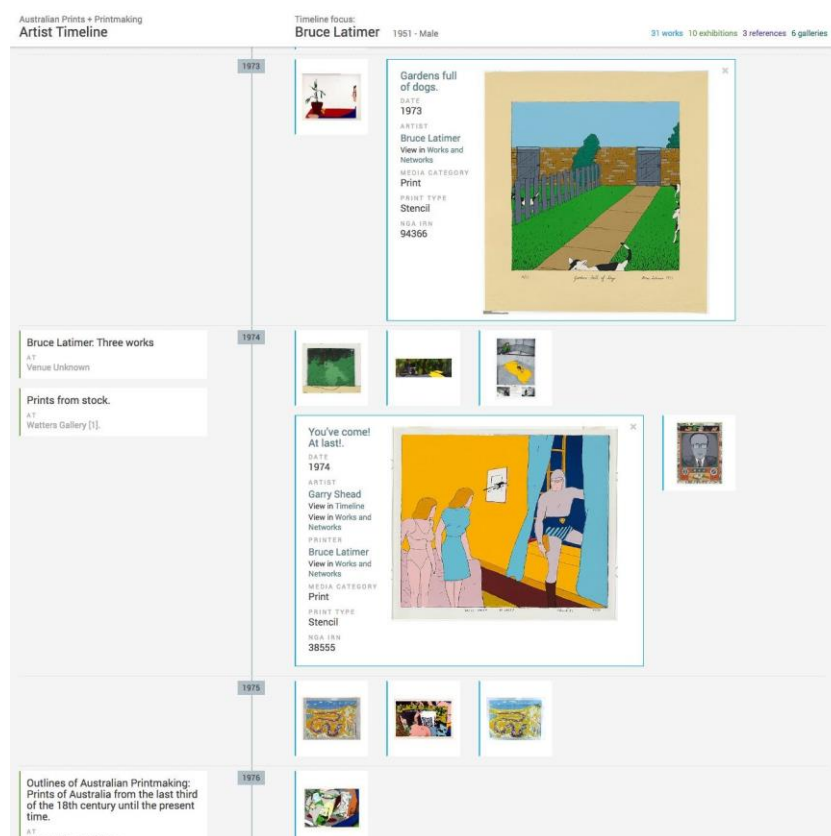 Australian Prints + Printmaking
Artist Timeline
Timeline focus:
Bruce Latimer 1951 - Male
31 works 10 exhibitions 3 references 6 galleries
1973
Gardens full
of dogs.
DATE
1973
ARTIST
Bruce Latimer
View in Works and
Networks
MEDIA CATEGORY
Print
PRINT TYPE
Stencil
NGA IRN
94366
×
1974
Bruce Latimer: Three works
AT
Venue Unknown
Prints from stock.
AT
Watters Gallery [1].
You've come!
At last!.
DATE
1974
ARTIST
Garry Shead
View in Timeline
View in Works and
Networks
PRINTER
Bruce Latimer
View in Works and
Networks
MEDIA CATEGORY
Print
PRINT TYPE
Stencil
NGA IRN
38555
×
1975
1976
Outlines of Australian Printmaking:
Prints of Australia from the last third
of the 18th century until the present
time.
AT